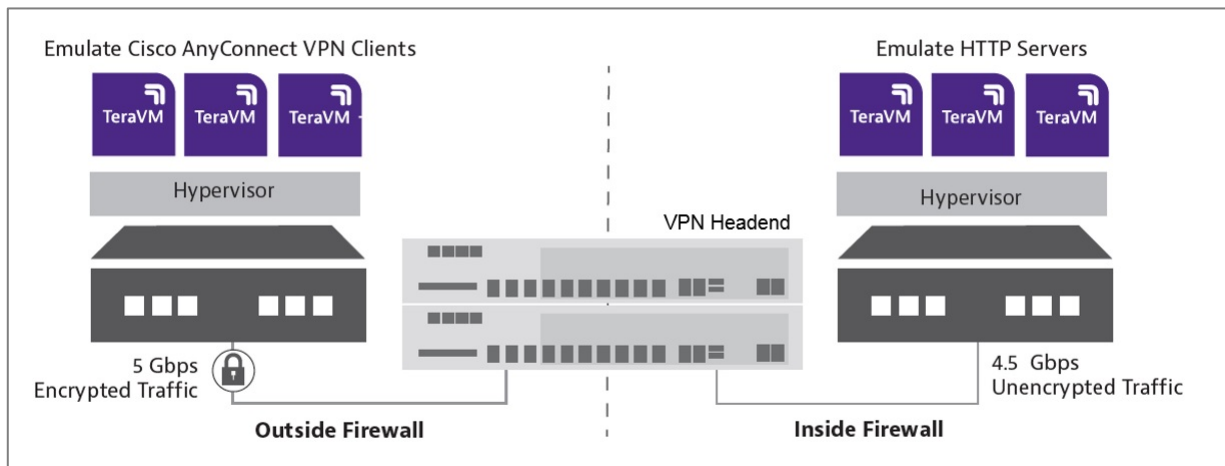 Emulate Cisco AnyConnect VPN Clients
TeraVM
TeraVM
TeraVM
Hypervisor
5 Gbps
Encrypted Traffic
Outside Firewall
VPN Headend
Emulate HTTP Servers
TeraVM
TeraVM
TeraVM
Hypervisor
4.5 Gbps
Unencrypted Traffic
Inside Firewall